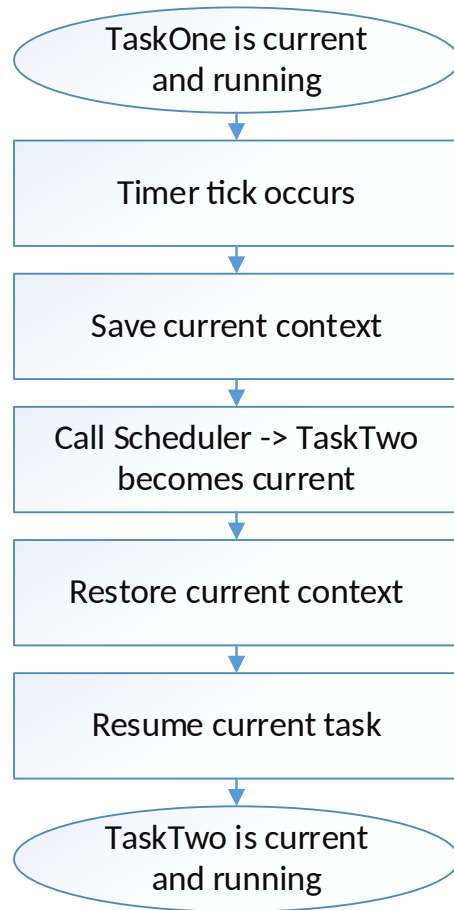 TaskOne is current
and running
Timer tick occurs
Save current context
Call Scheduler -> TaskTwo
becomes current
Restore current context
Resume current task
TaskTwo is current
and running